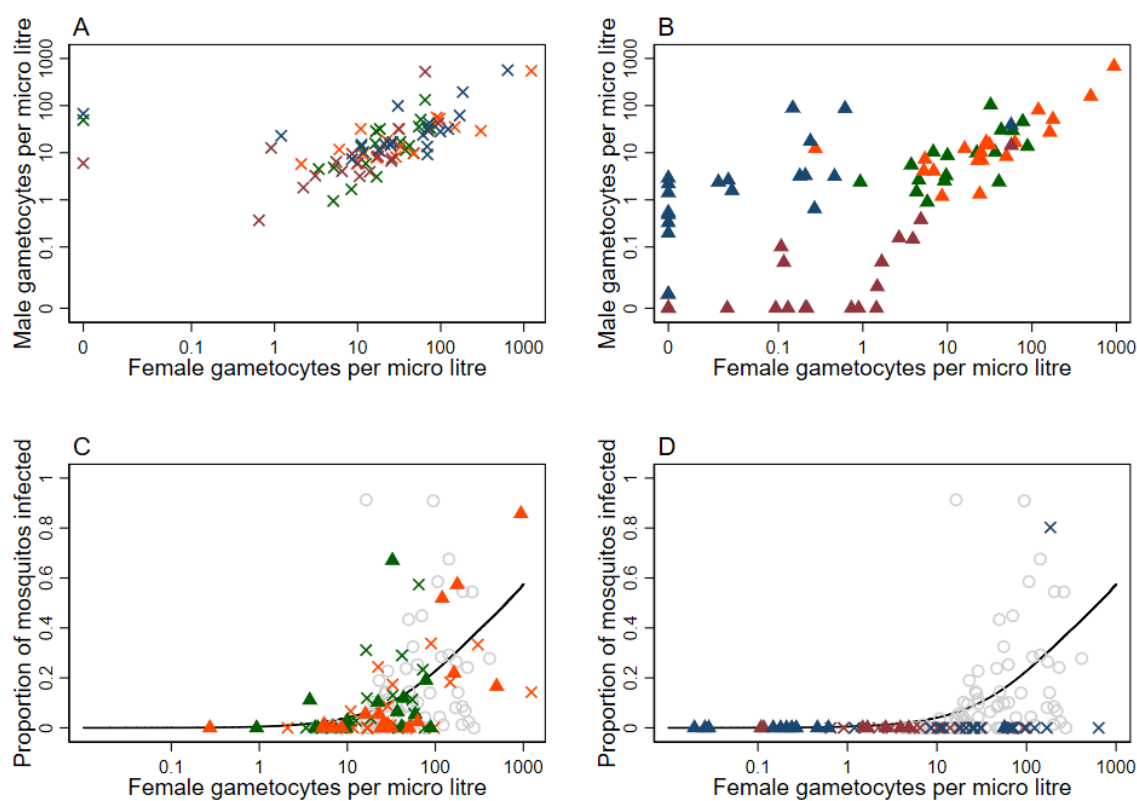 A
Male gametocytes per micro litre
1000
100
10
1
0.1
0
0 0.1 1 10 100 1000
Female gametocytes per micro litre
B
Male gametocytes per micro litre
1000
100
10
1
0.1
0
0 0.1 1 10 100 1000
Female gametocytes per micro litre
C
Proportion of mosquitos infected
1
0.8
0.6
0.4
0.2
0
0.1 1 10 100 1000
Female gametocytes per micro litre
D
Proportion of mosquitos infected
1
0.8
0.6
0.4
0.2
0
0.1 1 10 100 1000
Female gametocytes per micro litre